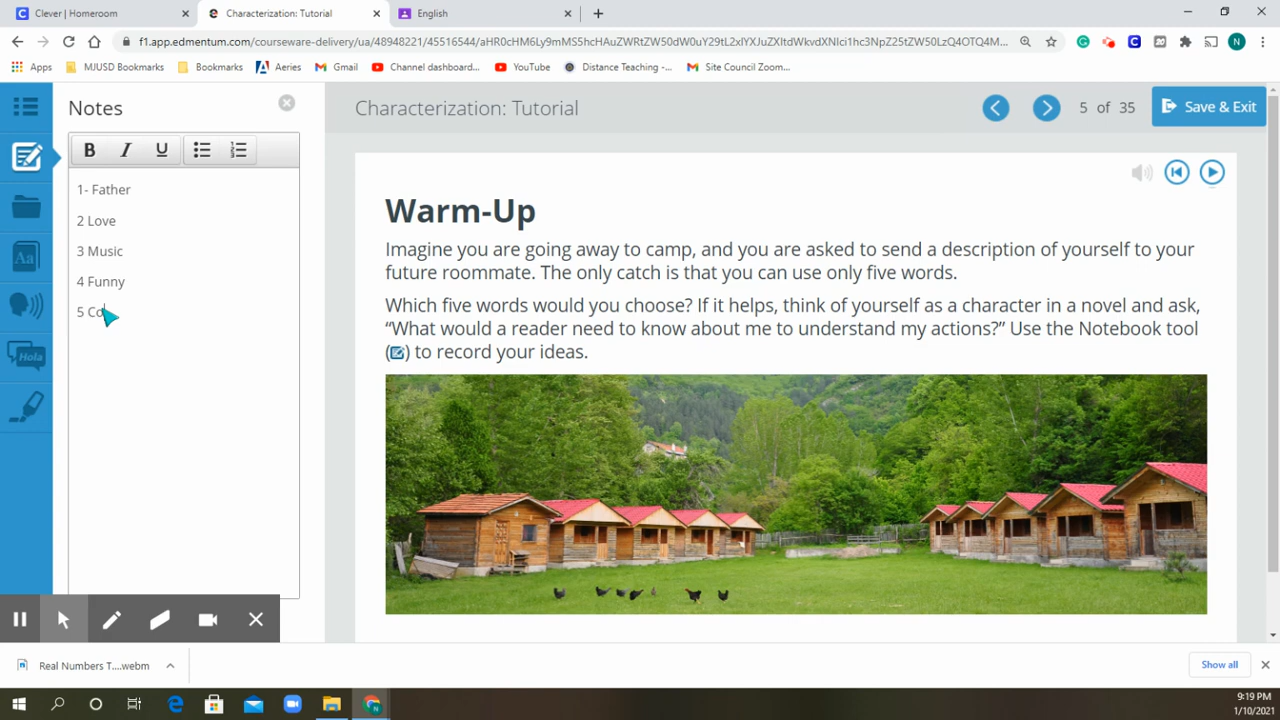 Clever | Homeroom
Characterization: Tutorial
English
f1.app.edmentum.com/courseware-delivery/ua/48948221/45516544/
Apps
MJUSD Bookmarks
Bookmarks
Aeries
Gmail
Channel dashboard...
YouTube
Distance Teaching -...
Site Council Zoom...
Notes
B I U
1- Father
2 Love
3 Music
4 Funny
5
Characterization: Tutorial
5 of 35
Save & Exit
Warm-Up
Imagine you are going away to camp, and you are asked to send a description of yourself to your
future roommate. The only catch is that you can use only five words.
Which five words would you choose? If it helps, think of yourself as a character in a novel and ask,
“What would a reader need to know about me to understand my actions?” Use the Notebook tool
( ) to record your ideas.
Aa
Hola
Real Numbers T....webm
Show all
9:19 PM
1/10/2021